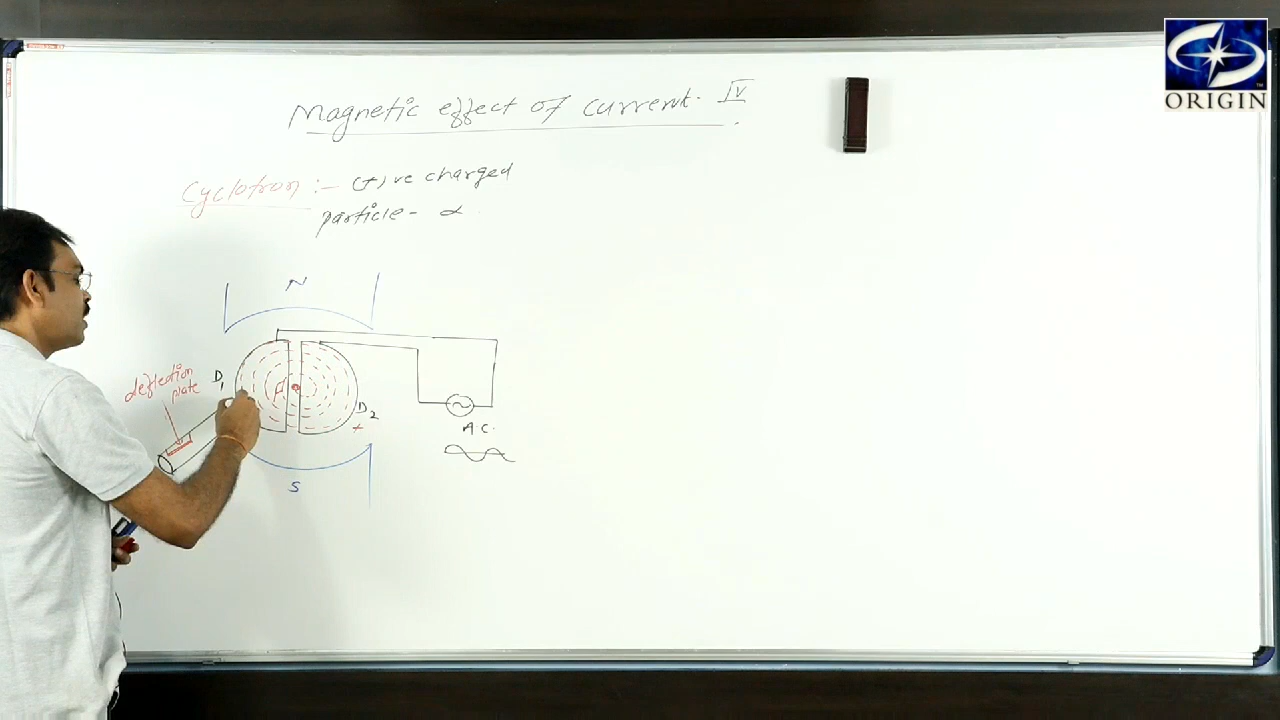 ORIGIN
Magnetic effect of current. IV
Cyclotron :- (+)ve charged
particle - α
N
D1
D2
+
deflection
plate
A C.
S